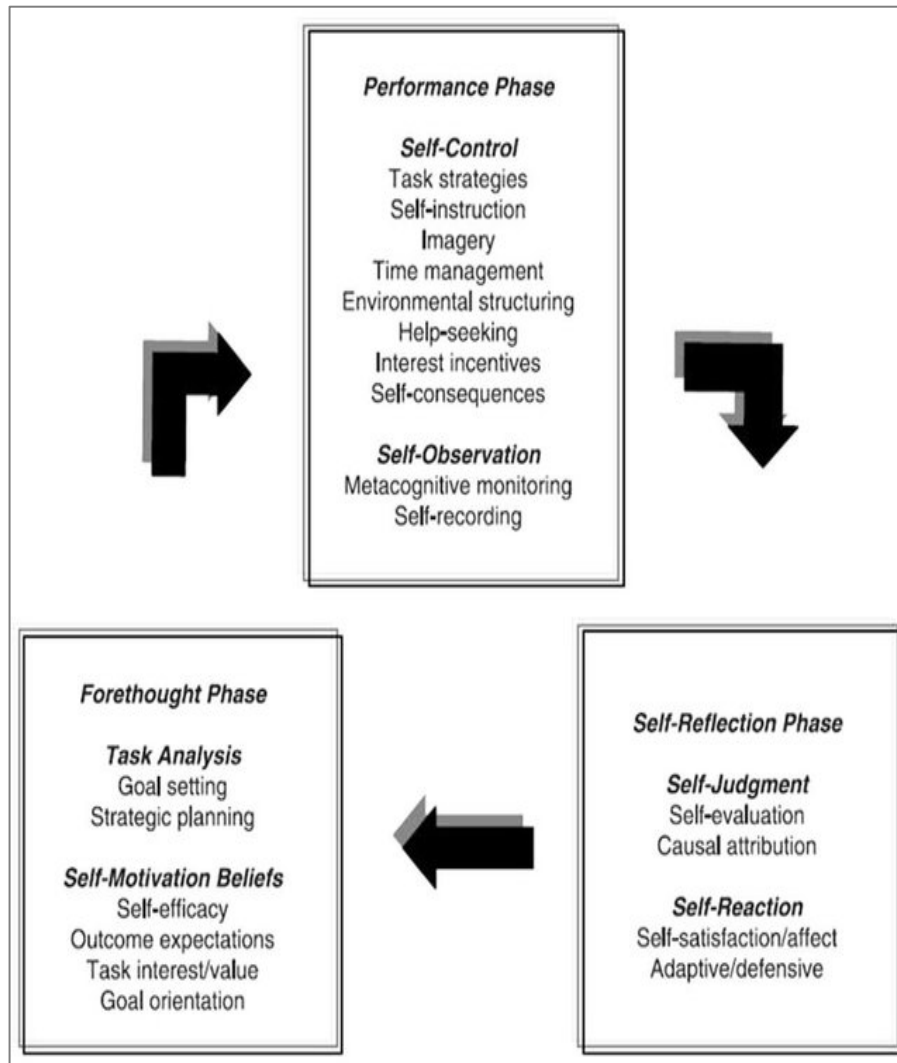 Performance Phase
Self-Control
Task strategies
Self-instruction
Imagery
Time management
Environmental structuring
Help-seeking
Interest incentives
Self-consequences
Self-Observation
Metacognitive monitoring
Self-recording
Forethought Phase
Task Analysis
Goal setting
Strategic planning
Self-Motivation Beliefs
Self-efficacy
Outcome expectations
Task interest/value
Goal orientation
Self-Reflection Phase
Self-Judgment
Self-evaluation
Causal attribution
Self-Reaction
Self-satisfaction/affect
Adaptive/defensive